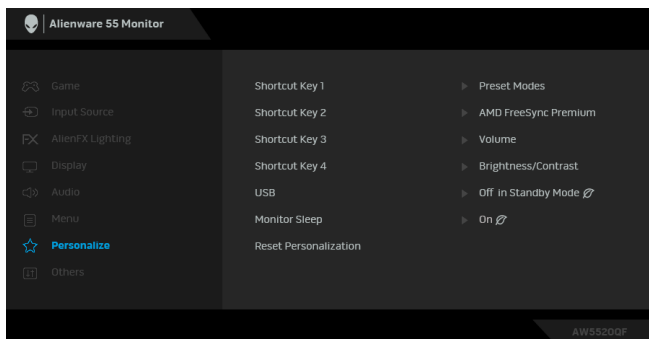 Alienware 55 Monitor
Game
Input Source
AlienFX Lighting
Display
Audio
Menu
Personalize
Others
Shortcut Key 1 Preset Modes
Shortcut Key 2 AMD FreeSync Premium
Shortcut Key 3 Volume
Shortcut Key 4 Brightness/Contrast
USB Off in Standby Mode
Monitor Sleep On
Reset Personalization
AW5520QF